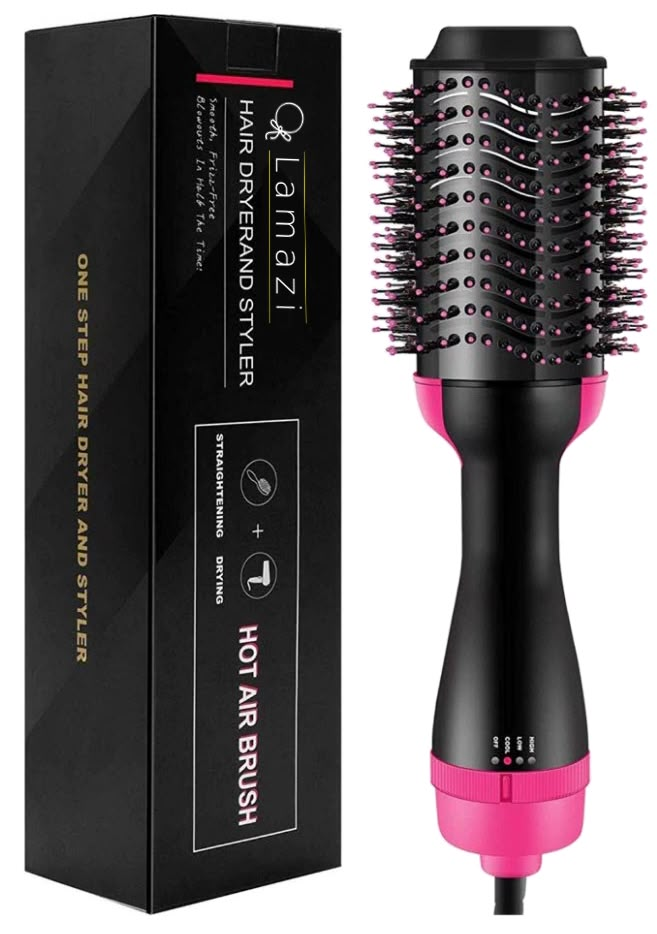 Lamazi
HAIR DRYERAND STYLER
Smooth, Frizz-Free
Blowouts In Half The Time!
STRAIGHTENING + DRYING
HOT AIR BRUSH
ONE STEP HAIR DRYER AND STYLER
OFF
COOL
LOW
HIGH